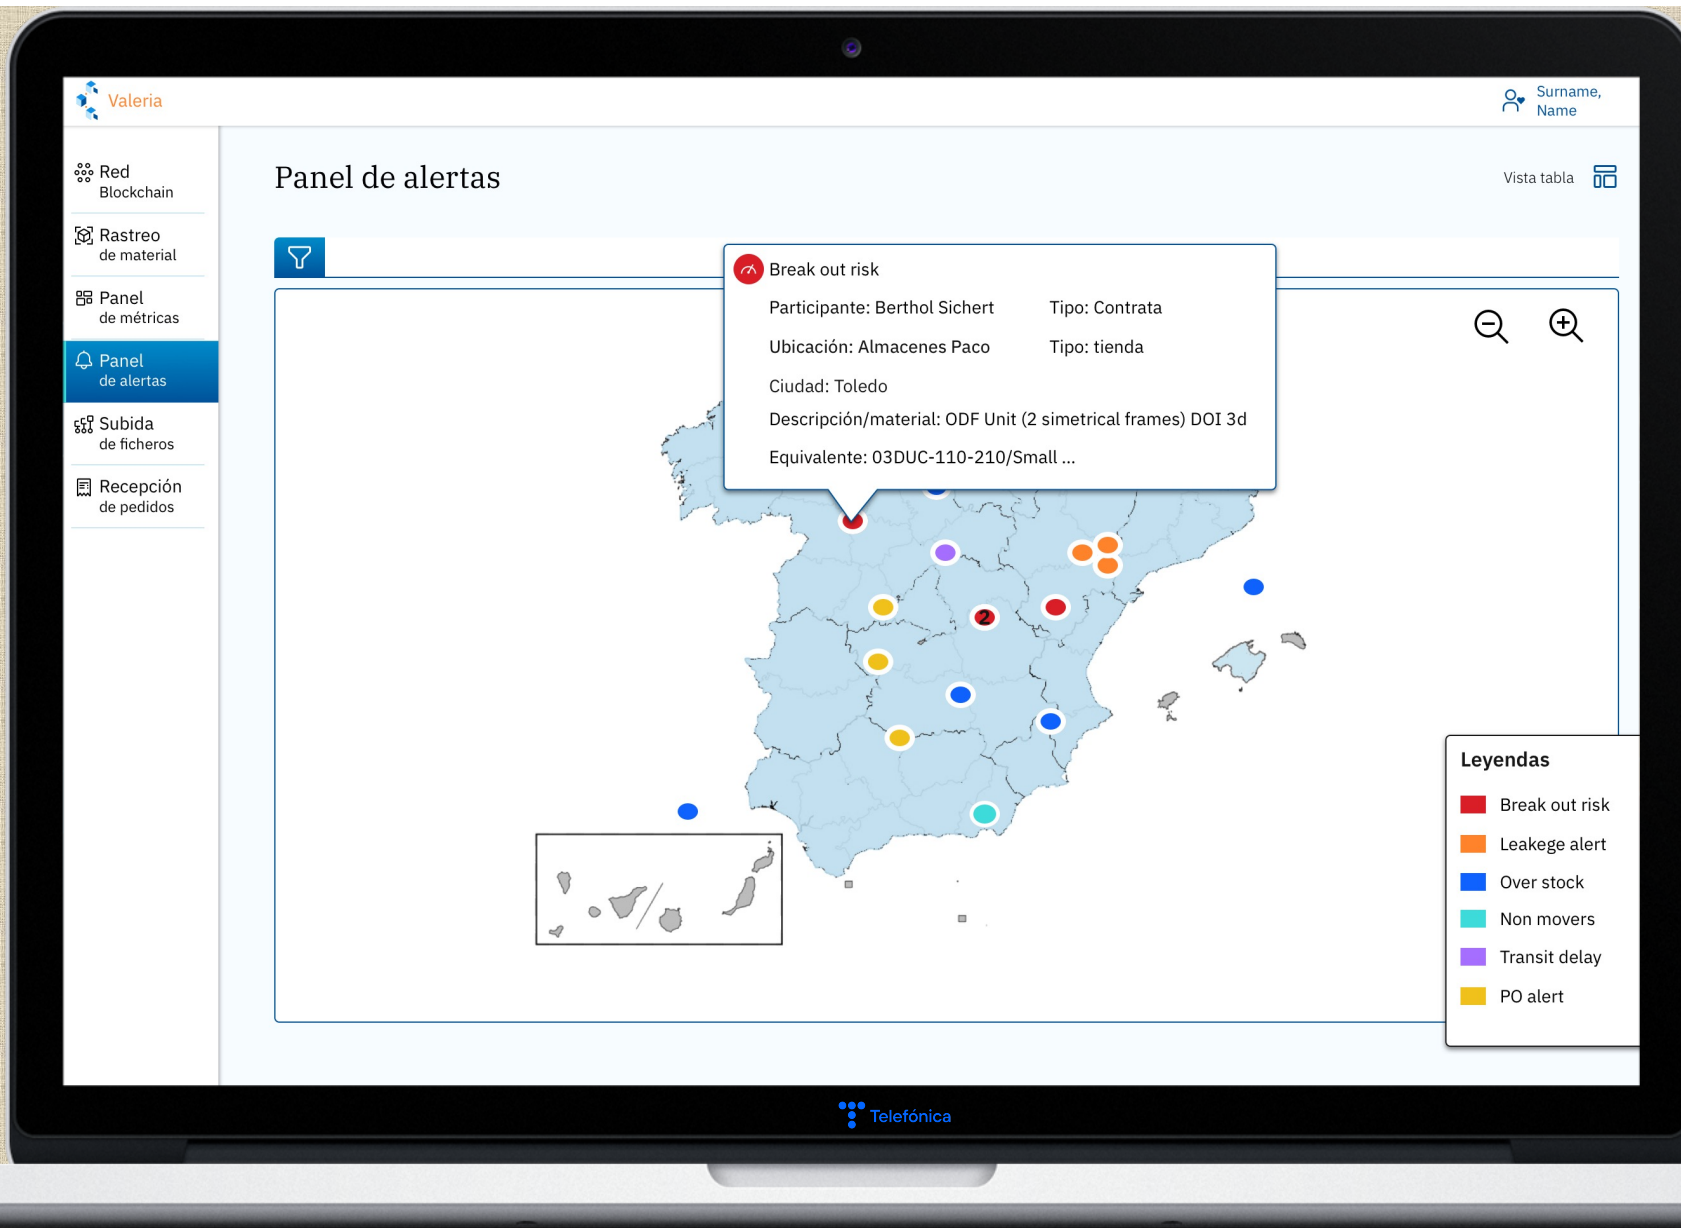 Valeria
Surname,
Name
Red
Blockchain
Rastreo
de material
Panel
de métricas
Panel
de alertas
Subida
de ficheros
Recepción
de pedidos
Panel de alertas
Vista tabla
Break out risk
Participante: Berthol Sichert
Tipo: Contrata
Ubicación: Almacenes Paco
Tipo: tienda
Ciudad: Toledo
Descripción/material: ODF Unit (2 simetrical frames) DOI 3d
Equivalente: 03DUC-110-210/Small ...
2
Leyendas
Break out risk
Leakege alert
Over stock
Non movers
Transit delay
PO alert
Telefónica